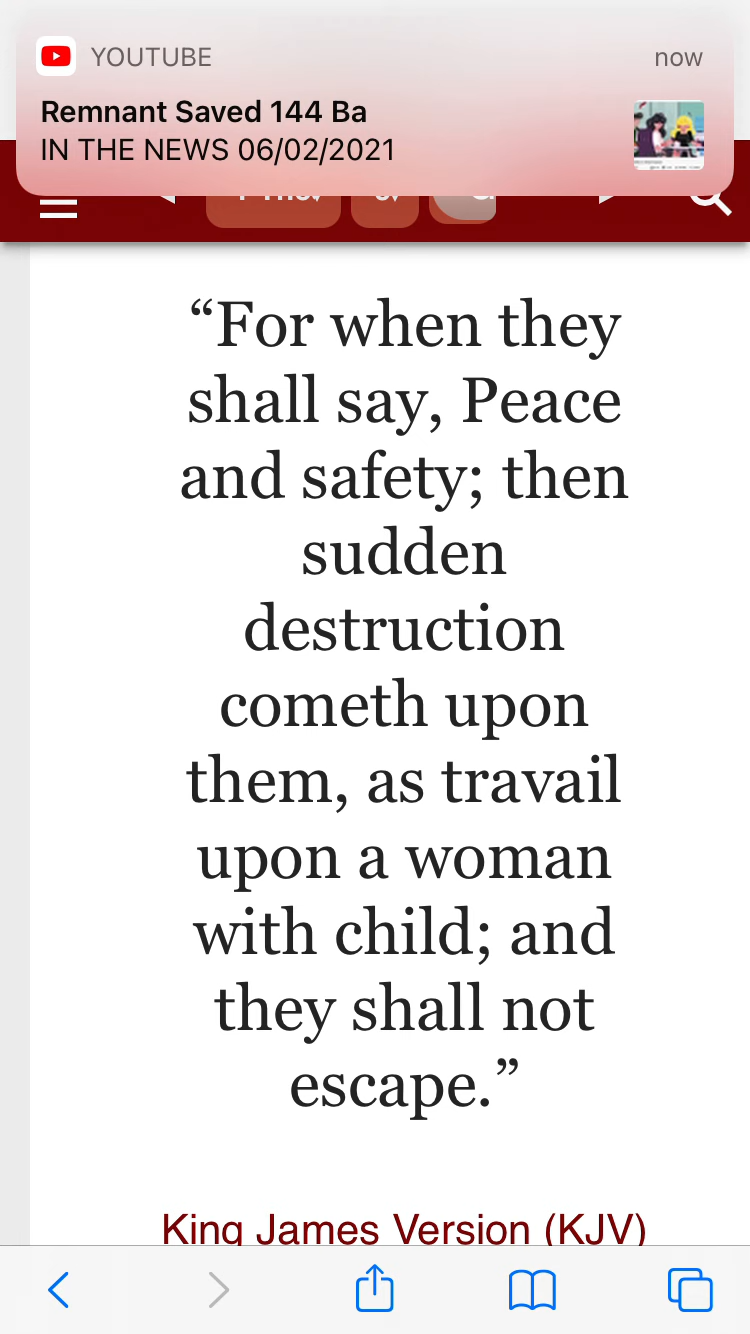 YOUTUBE
now
Remnant Saved 144 Ba
IN THE NEWS 06/02/2021
“For when they
shall say, Peace
and safety; then
sudden
destruction
cometh upon
them, as travail
upon a woman
with child; and
they shall not
escape.”
King James Version (KJV)